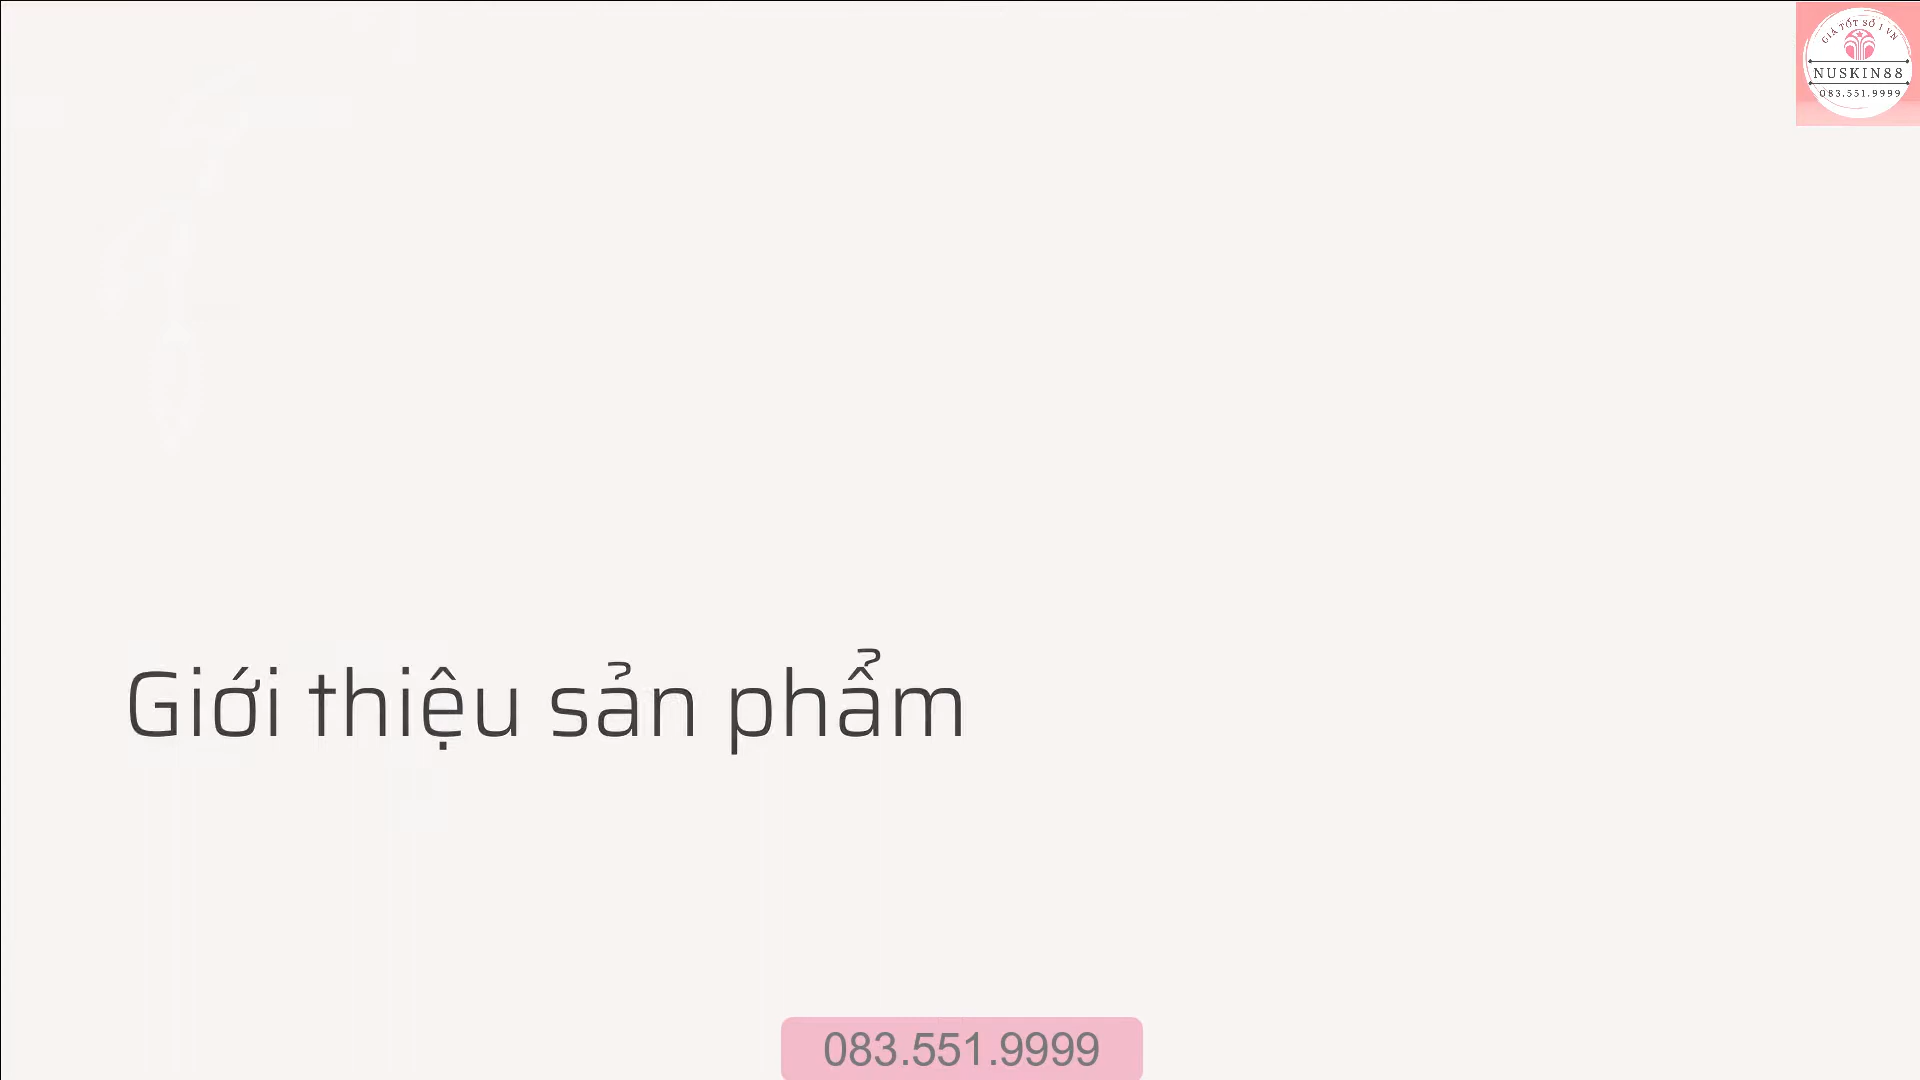 GIÁ TỐT SỐ 1 VN
NUSKIN88
083.551.9999
Giới thiệu sản phẩm
083.551.9999